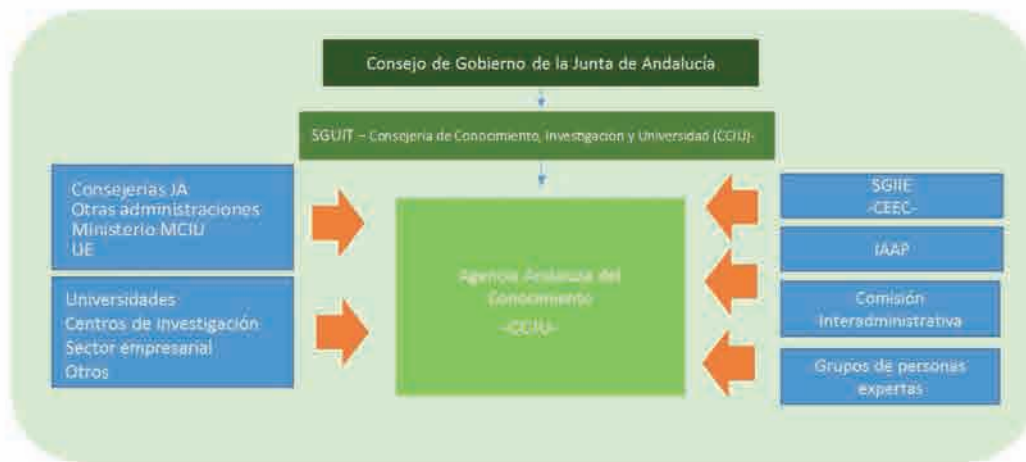 Consejo de Gobierno de la Junta de Andalucía
SGUIT – Consejería de Conocimiento, Investigación y Universidad (CCIU)-
Consejerías JA
Otras administraciones
Ministerio MCIU
UE
Universidades
Centros de investigación
Sector empresarial
Otros
Agencia Andaluza del
Conocimiento
-CCIU-
SGIIE
-CEEC-
IAAP
Comisión
Interadministrativa
Grupos de personas
expertas